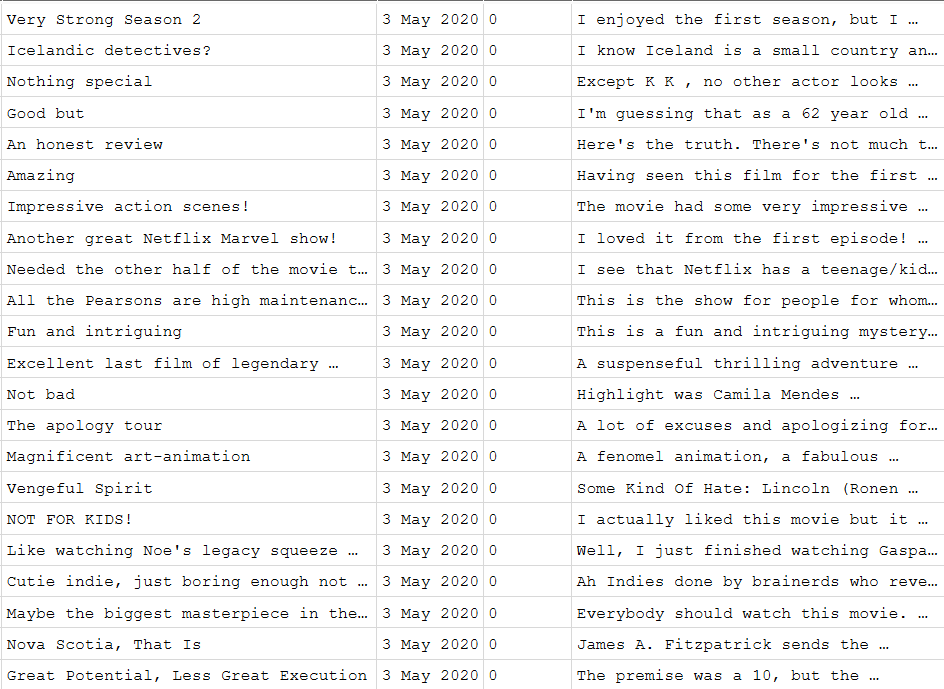 Very Strong Season 2 3 May 2020 0 I enjoyed the first season, but I …
Icelandic detectives? 3 May 2020 0 I know Iceland is a small country an…
Nothing special 3 May 2020 0 Except K K , no other actor looks …
Good but 3 May 2020 0 I'm guessing that as a 62 year old …
An honest review 3 May 2020 0 Here's the truth. There's not much t…
Amazing 3 May 2020 0 Having seen this film for the first …
Impressive action scenes! 3 May 2020 0 The movie had some very impressive …
Another great Netflix Marvel show! 3 May 2020 0 I loved it from the first episode! …
Needed the other half of the movie t… 3 May 2020 0 I see that Netflix has a teenage/kid…
All the Pearsons are high maintenanc… 3 May 2020 0 This is the show for people for whom…
Fun and intriguing 3 May 2020 0 This is a fun and intriguing mystery…
Excellent last film of legendary … 3 May 2020 0 A suspenseful thrilling adventure …
Not bad 3 May 2020 0 Highlight was Camila Mendes …
The apology tour 3 May 2020 0 A lot of excuses and apologizing for…
Magnificent art-animation 3 May 2020 0 A fenomel animation, a fabulous …
Vengeful Spirit 3 May 2020 0 Some Kind Of Hate: Lincoln (Ronen …
NOT FOR KIDS! 3 May 2020 0 I actually liked this movie but it …
Like watching Noe's legacy squeeze … 3 May 2020 0 Well, I just finished watching Gaspa…
Cutie indie, just boring enough not … 3 May 2020 0 Ah Indies done by brainerds who reve…
Maybe the biggest masterpiece in the… 3 May 2020 0 Everybody should watch this movie. …
Nova Scotia, That Is 3 May 2020 0 James A. Fitzpatrick sends the …
Great Potential, Less Great Execution 3 May 2020 0 The premise was a 10, but the …